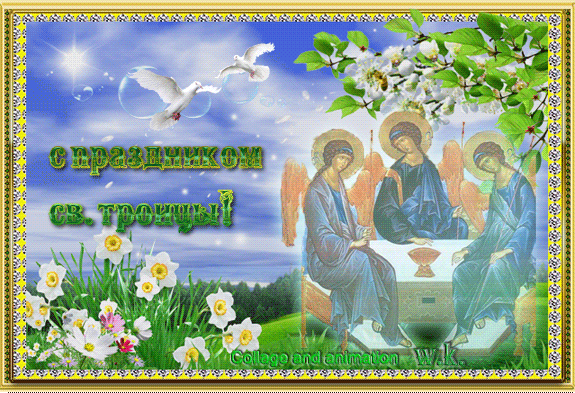 с праздником
св. троицы!
Collage and animation w.k.